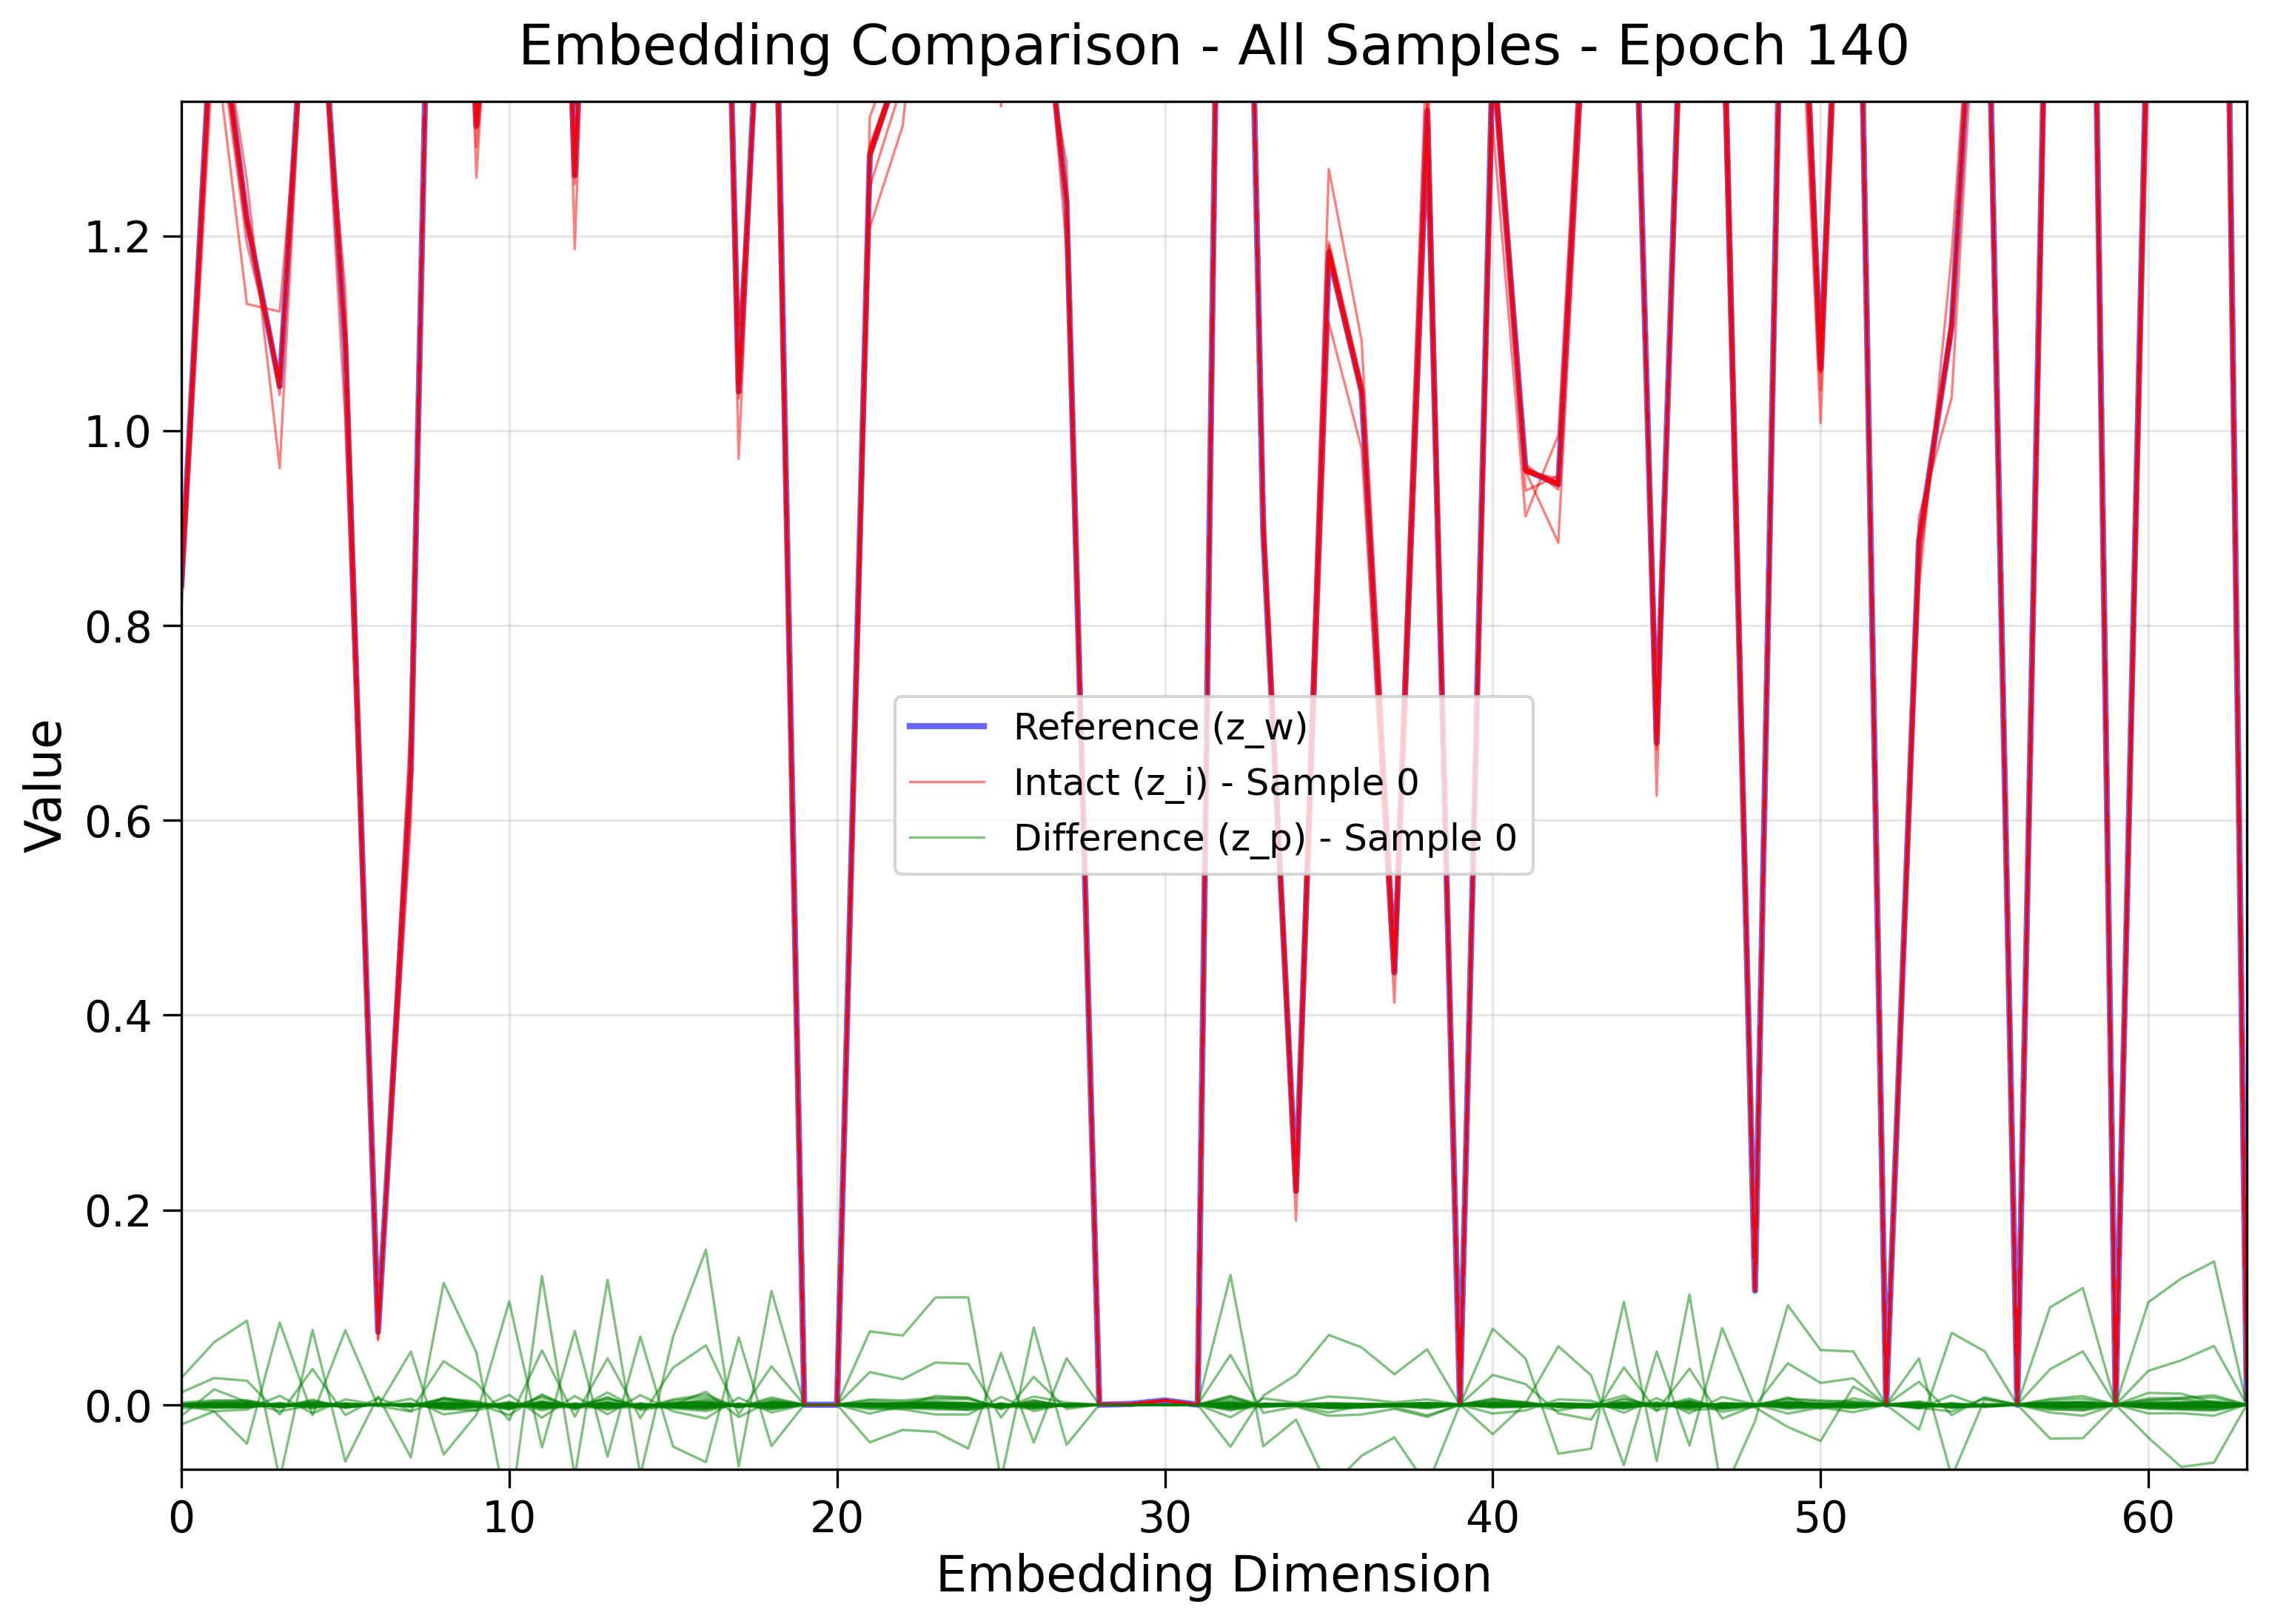 Embedding Comparison - All Samples - Epoch 140
Value
1.2
1.0
0.8
0.6
0.4
0.2
0.0
Reference (z_w)
Intact (z_i) - Sample 0
Difference (z_p) - Sample 0
0 10 20 30 40 50 60
Embedding Dimension